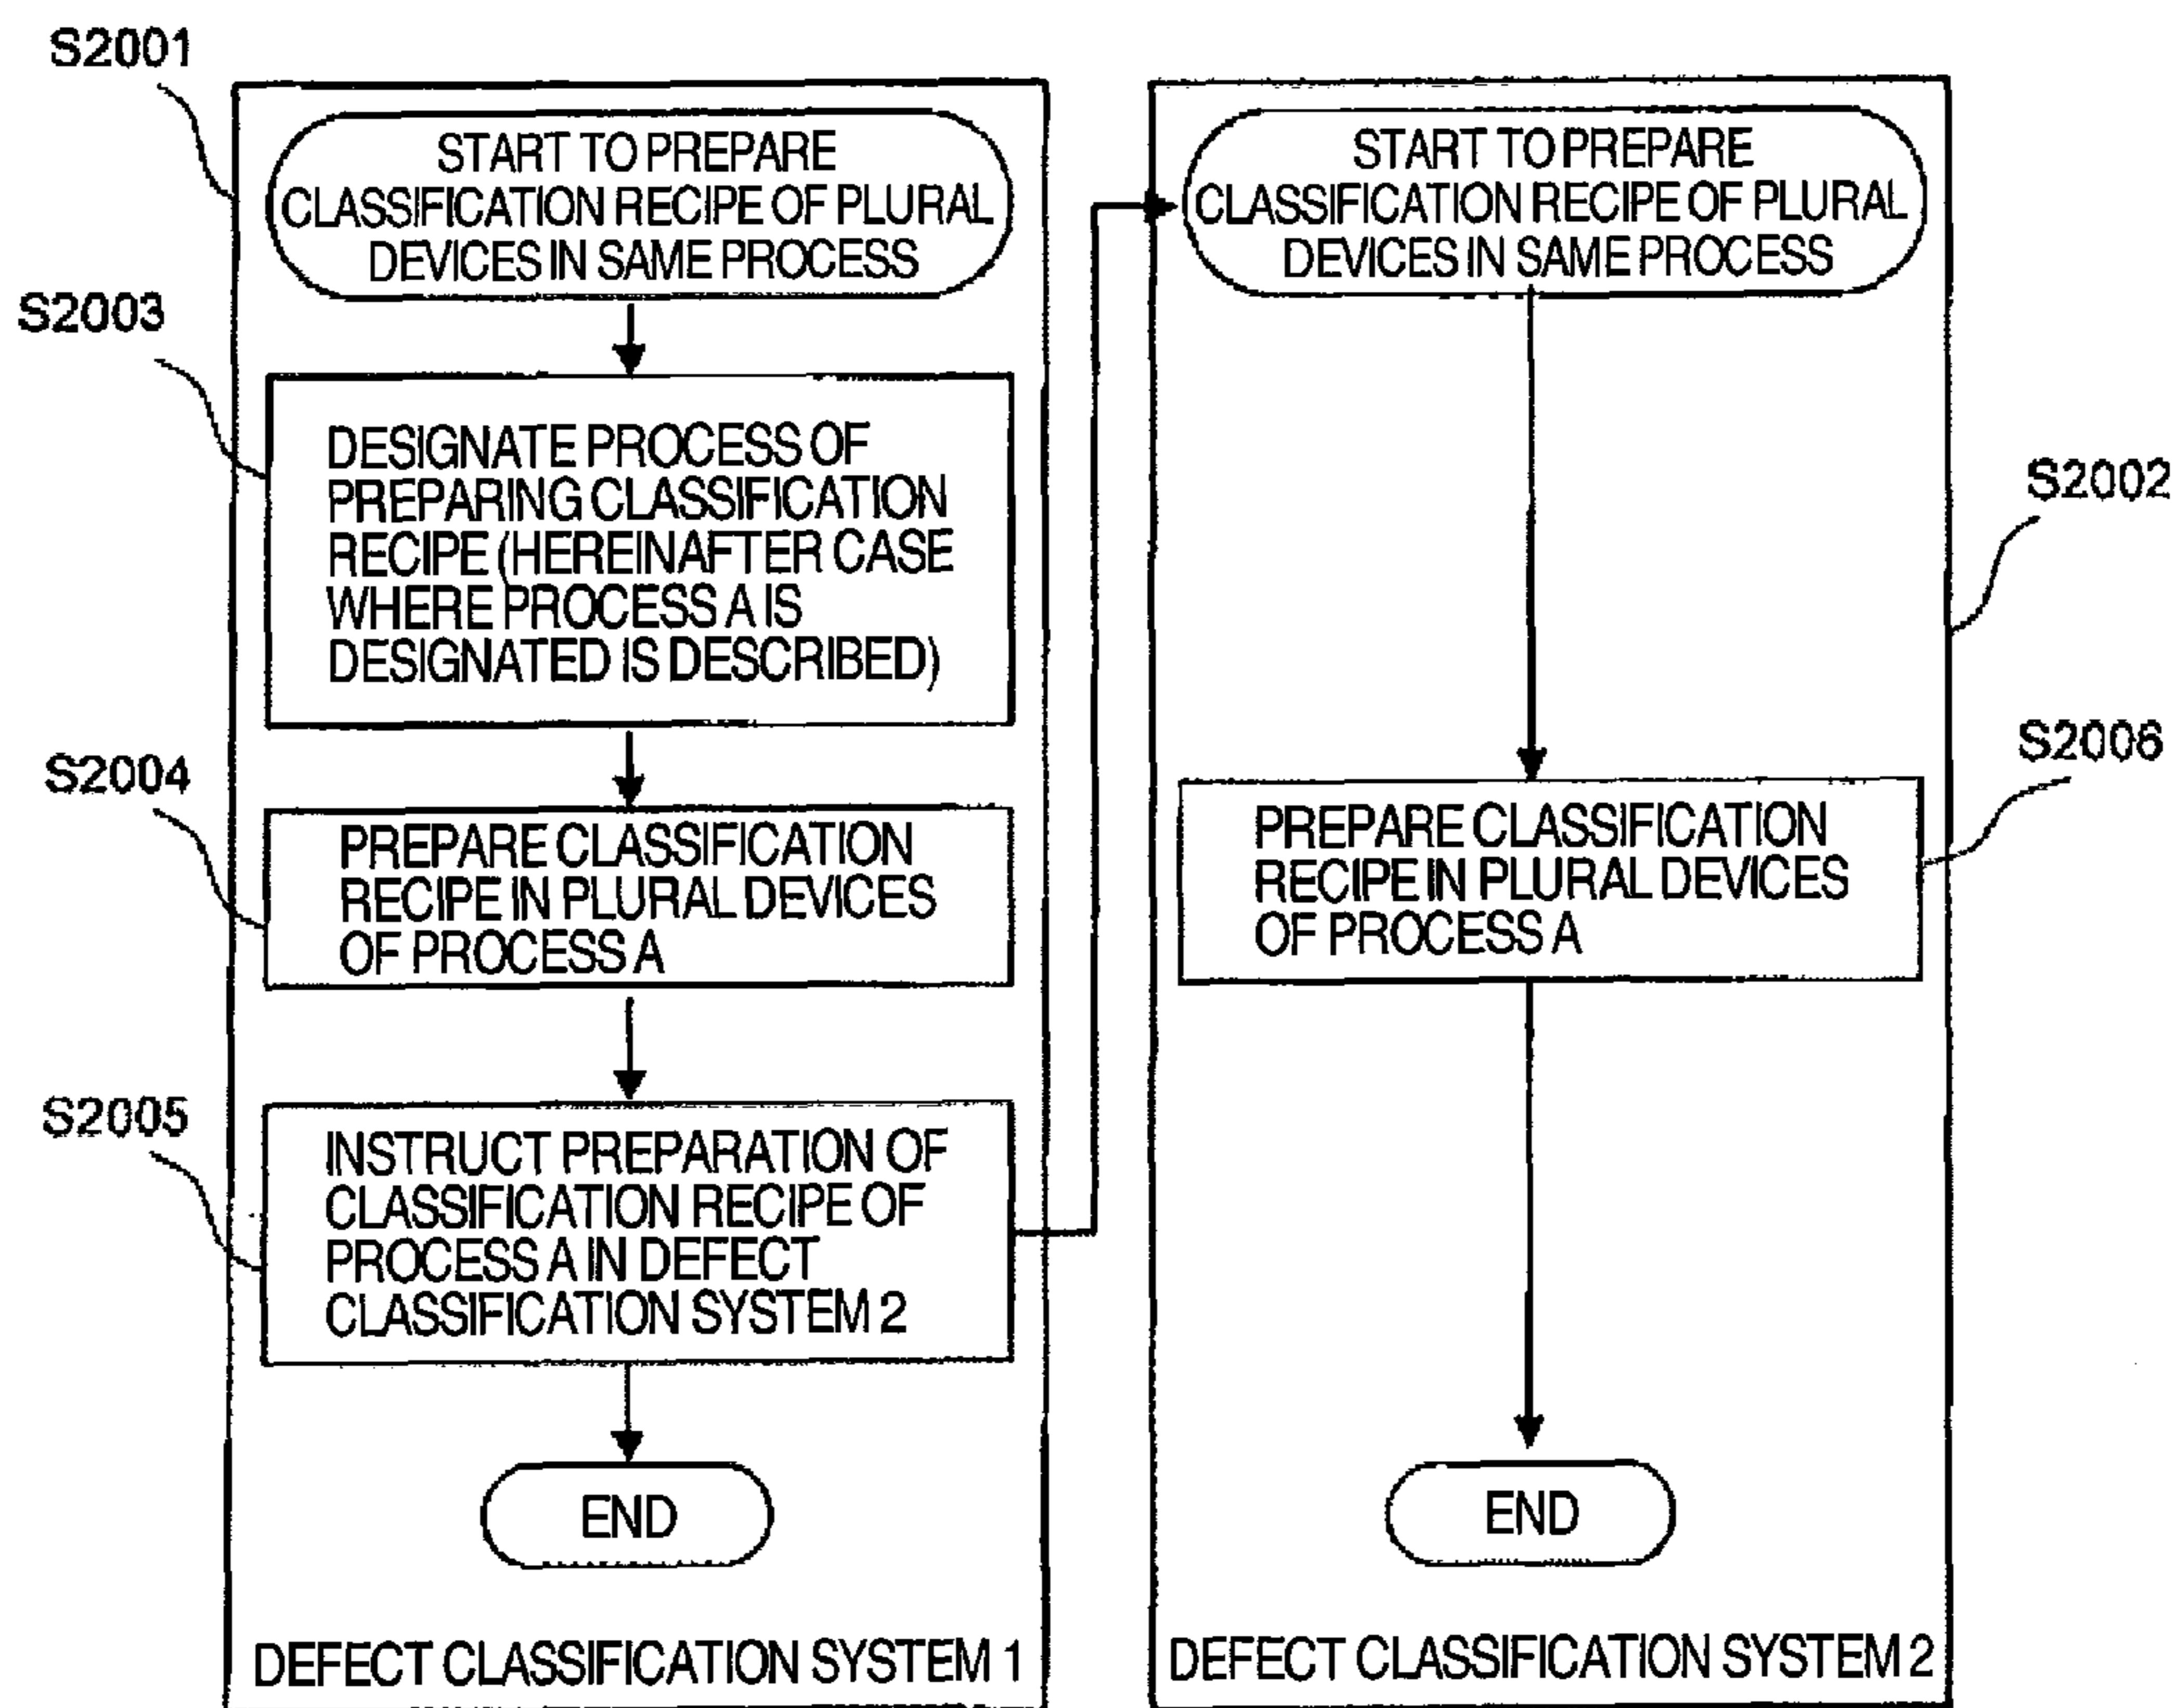 S2001
START TO PREPARE
CLASSIFICATION RECIPE OF PLURAL
DEVICES IN SAME PROCESS
S2003
DESIGNATE PROCESS OF
PREPARING CLASSIFICATION
RECIPE (HEREINAFTER CASE
WHERE PROCESS A IS
DESIGNATED IS DESCRIBED)
S2004
PREPARE CLASSIFICATION
RECIPE IN PLURAL DEVICES
OF PROCESS A
S2005
INSTRUCT PREPARATION OF
CLASSIFICATION RECIPE OF
PROCESS A IN DEFECT
CLASSIFICATION SYSTEM 2
END
DEFECT CLASSIFICATION SYSTEM 1
START TO PREPARE
CLASSIFICATION RECIPE OF PLURAL
DEVICES IN SAME PROCESS
S2002
S2006
PREPARE CLASSIFICATION
RECIPE IN PLURAL DEVICES
OF PROCESS A
END
DEFECT CLASSIFICATION SYSTEM 2